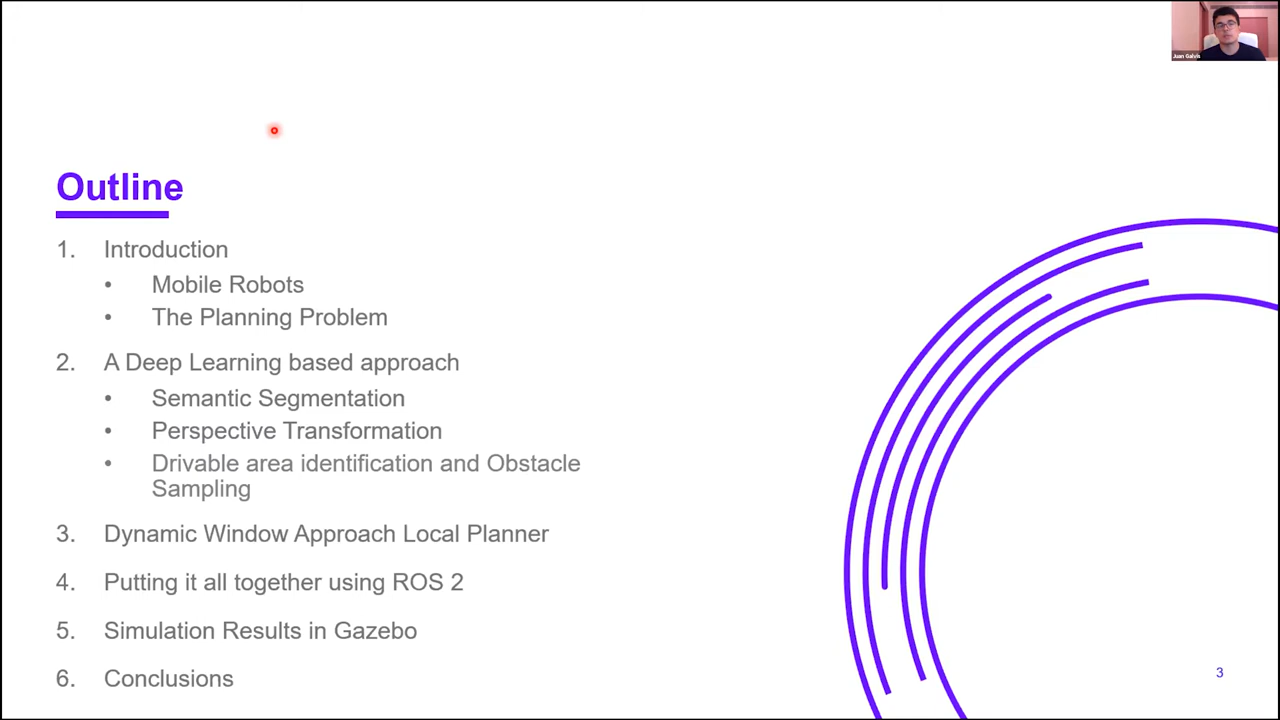 Juan Galvis
Outline
1. Introduction
• Mobile Robots
• The Planning Problem
2. A Deep Learning based approach
• Semantic Segmentation
• Perspective Transformation
• Drivable area identification and Obstacle
Sampling
3. Dynamic Window Approach Local Planner
4. Putting it all together using ROS 2
5. Simulation Results in Gazebo
6. Conclusions
3